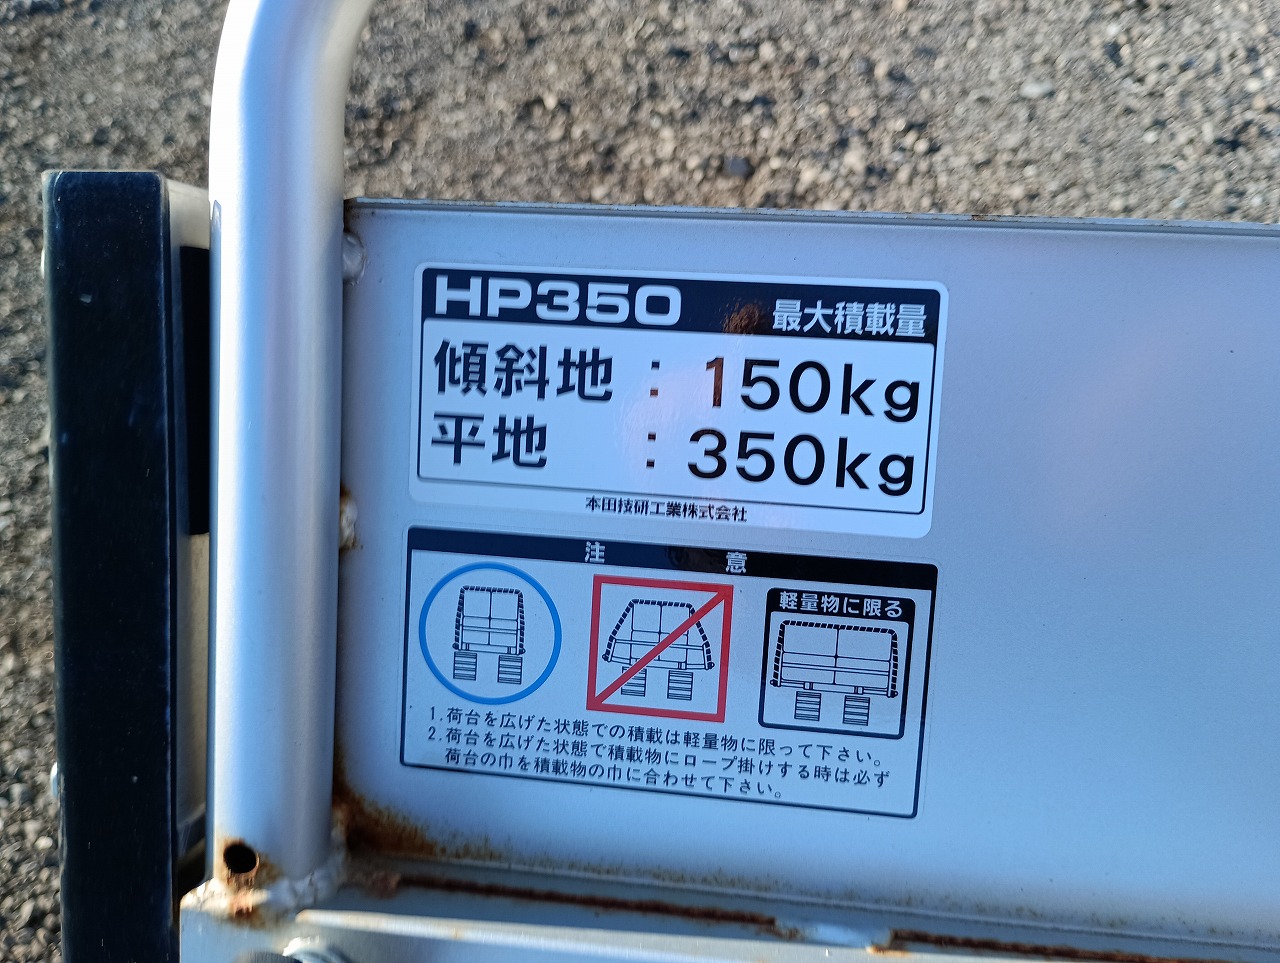 HP350 最大積載量
傾斜地 : 150kg
平地 : 350kg
本田技研工業株式会社
注意
軽量物に限る
1.荷台を広げた状態での積載は軽量物に限って下さい。
2.荷台を広げた状態で積載物にロープ掛けする時は必ず
荷台の巾を積載物の巾に合わせて下さい。